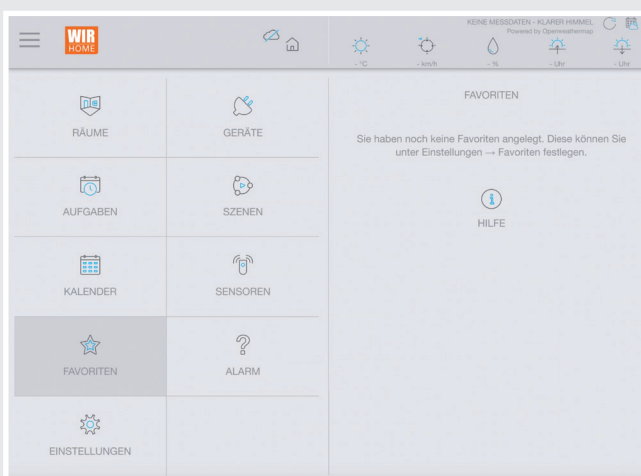 WIR
HOME
KEINE MESSDATEN - KLARER HIMMEL
Powered by Openweathermap
- °C
- km/h
- %
- Uhr
- Uhr
RÄUME
GERÄTE
AUFGABEN
SZENEN
KALENDER
SENSOREN
FAVORITEN
ALARM
EINSTELLUNGEN
FAVORITEN
Sie haben noch keine Favoriten angelegt. Diese können Sie
unter Einstellungen → Favoriten festlegen.
HILFE